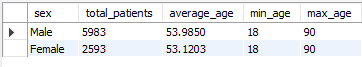 sex total_patients average_age min_age max_age
Male 5983 53.9850 18 90
Female 2593 53.1203 18 90